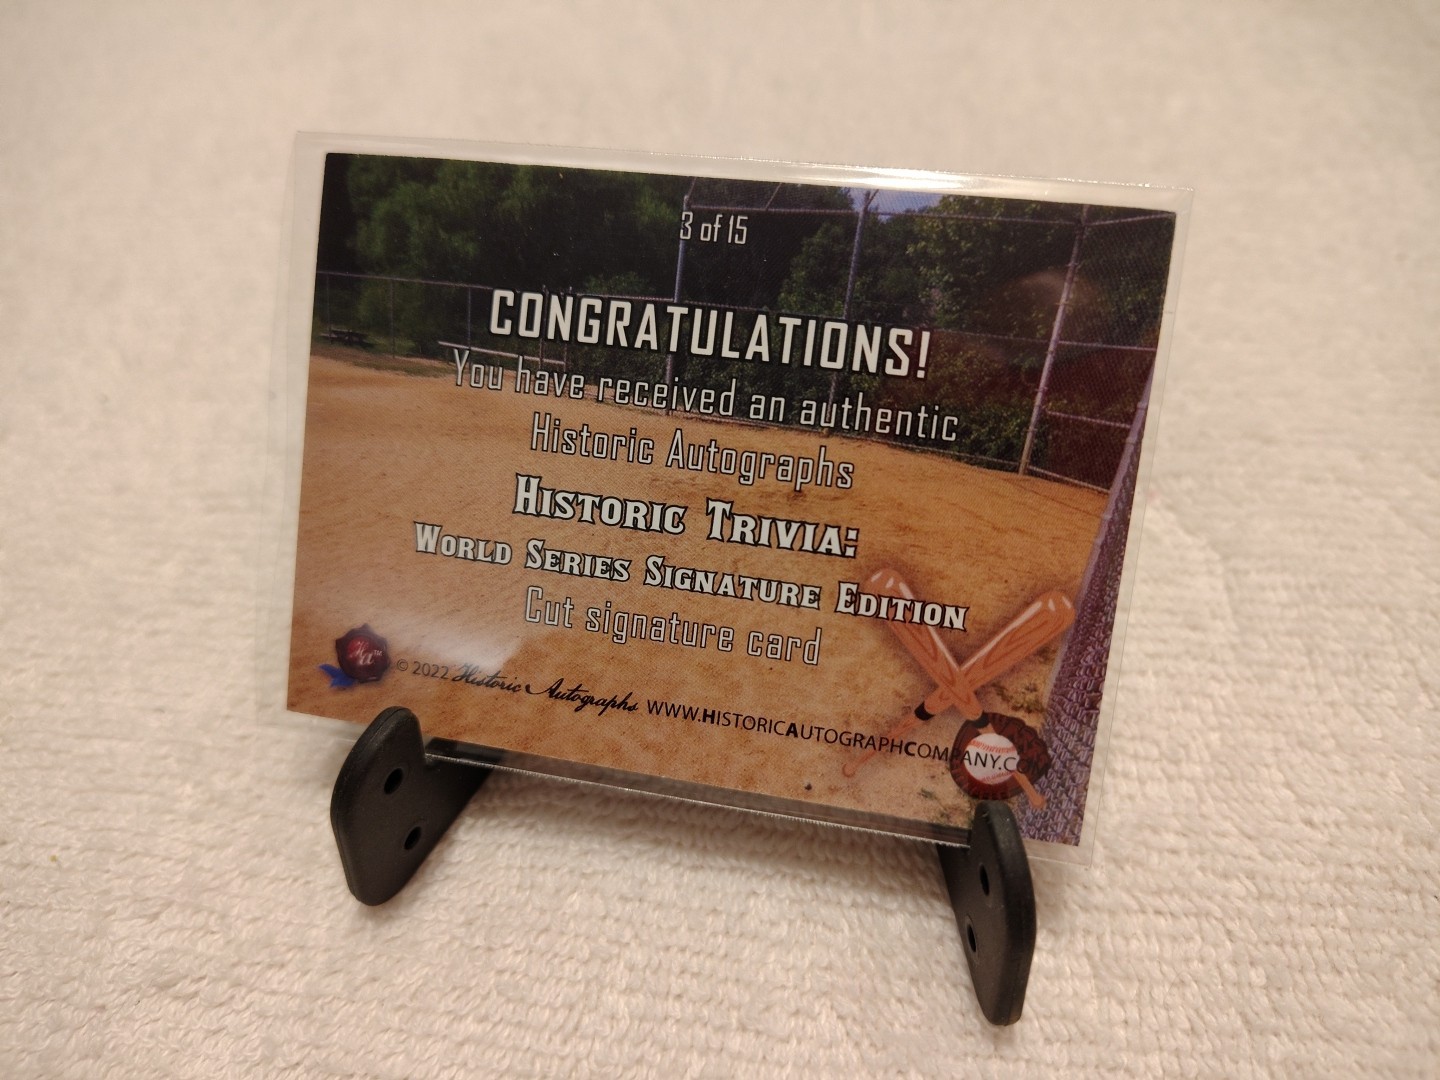 3 of 15
CONGRATULATIONS!
You have received an authentic
Historic Autographs
HISTORIC TRIVIA:
WORLD SERIES SIGNATURE EDITION
Cut signature card
Ha™
© 2022 Historic Autographs WWW.HISTORICAUTOGRAPHCOMPANY.COM